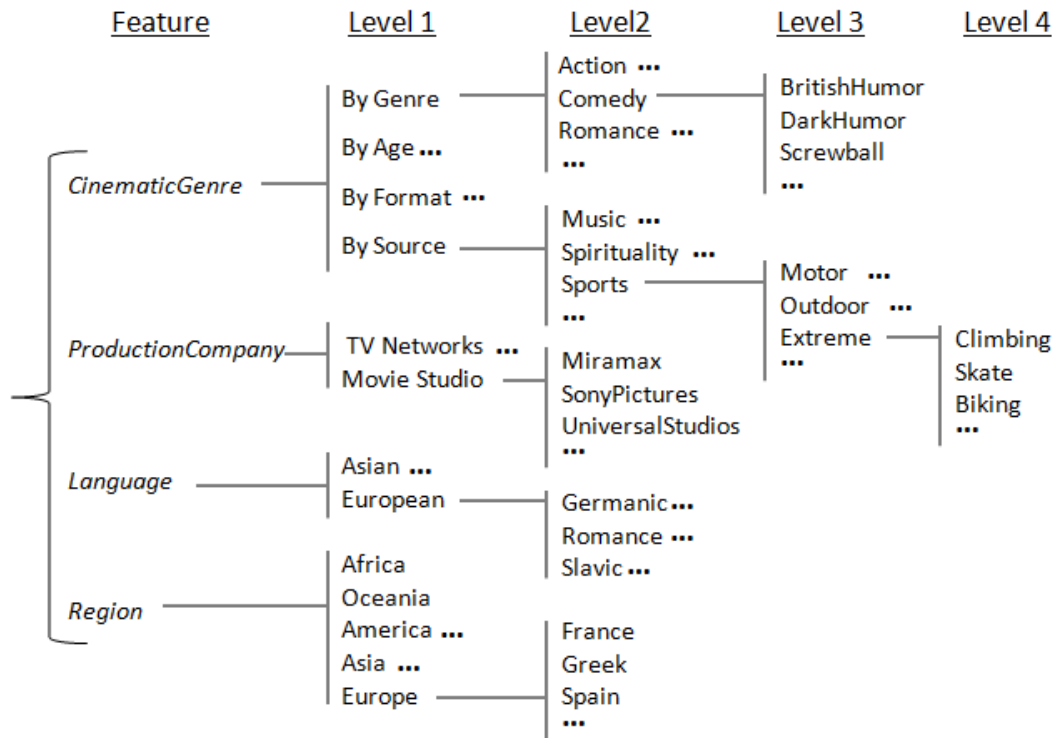 Feature Level 1 Level2 Level 3 Level 4
Action ...
By Genre Comedy BritishHumor
Romance ... DarkHumor
By Age ... ... Screwball
CinematicGenre ...
By Format ... Music ...
By Source Spirituality ...
Sports Motor ...
... Outdoor ...
ProductionCompany TV Networks ... Extreme Climbing
Movie Studio Miramax ... Skate
SonyPictures Biking
UniversalStudios ...
...
Language Asian ...
European Germanic ...
Romance ...
Africa Slavic ...
Region Oceania
America ... France
Asia ... Greek
Europe Spain
...